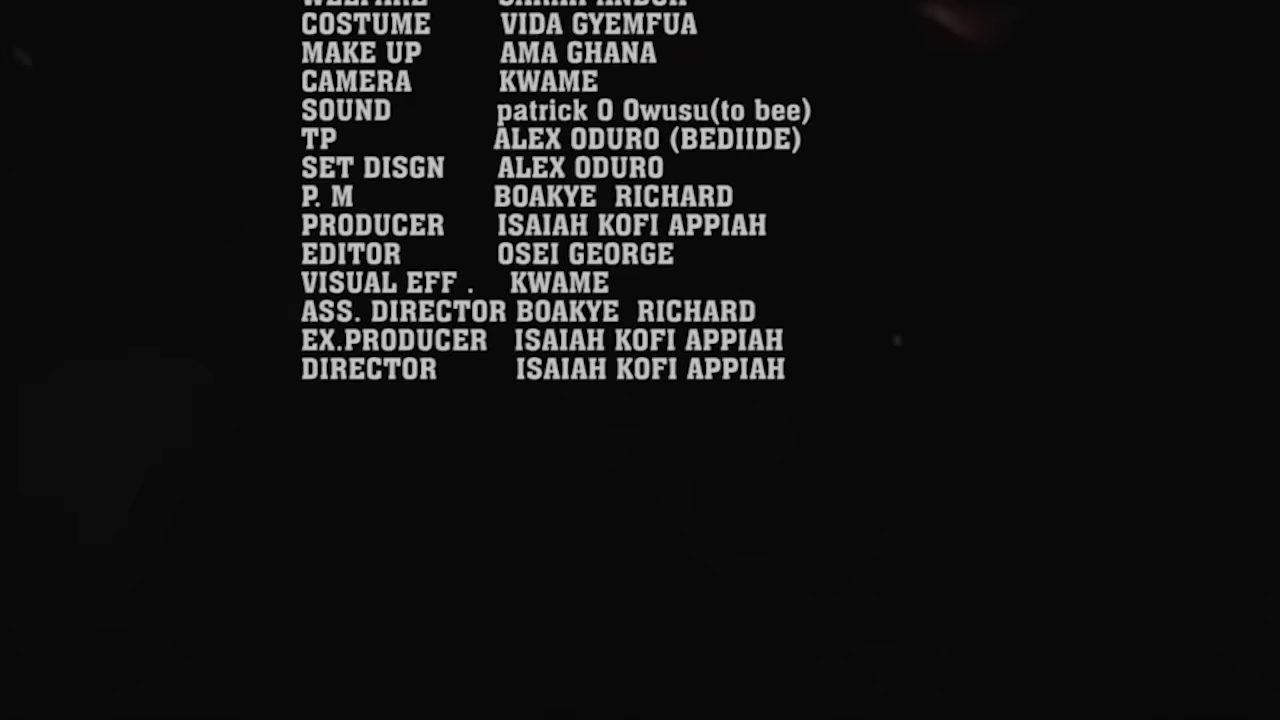 COSTUME VIDA GYEMFUA
MAKE UP AMA GHANA
CAMERA KWAME
SOUND patrick O Owusu(to bee)
TP ALEX ODURO (BEDIIDE)
SET DISGN ALEX ODURO
P. M BOAKYE RICHARD
PRODUCER ISAIAH KOFI APPIAH
EDITOR OSEI GEORGE
VISUAL EFF . KWAME
ASS. DIRECTOR BOAKYE RICHARD
EX.PRODUCER ISAIAH KOFI APPIAH
DIRECTOR ISAIAH KOFI APPIAH